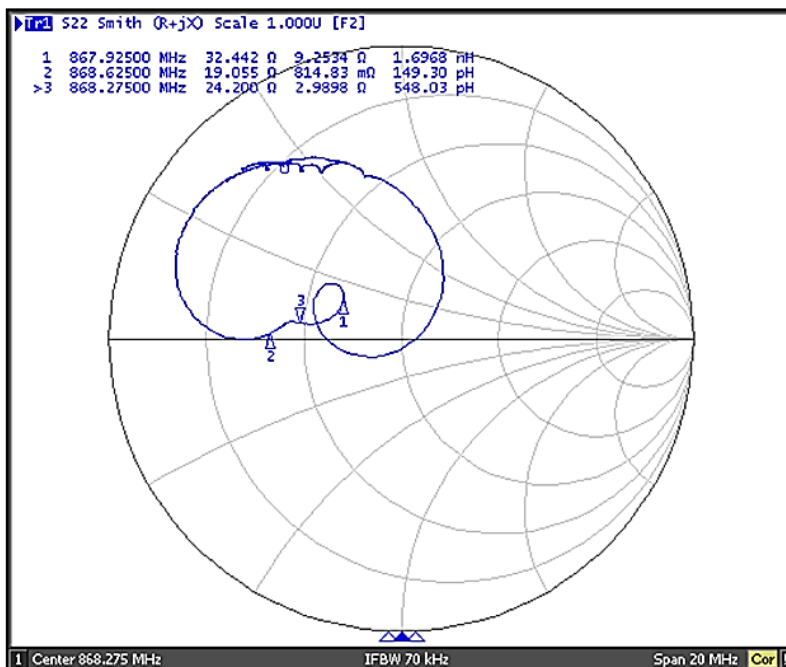 Tr1 S22 Smith (R+jX) Scale 1.000U [F2]
1 867.92500 MHz 32.442 Ω 9.2534 Ω 1.6968 nH
2 868.62500 MHz 19.055 Ω 814.83 mΩ 149.30 pH
>3 868.27500 MHz 24.200 Ω 2.9898 Ω 548.03 pH
3
1
2
1 Center 868.275 MHz IFBW 70 kHz Span 20 MHz Cor